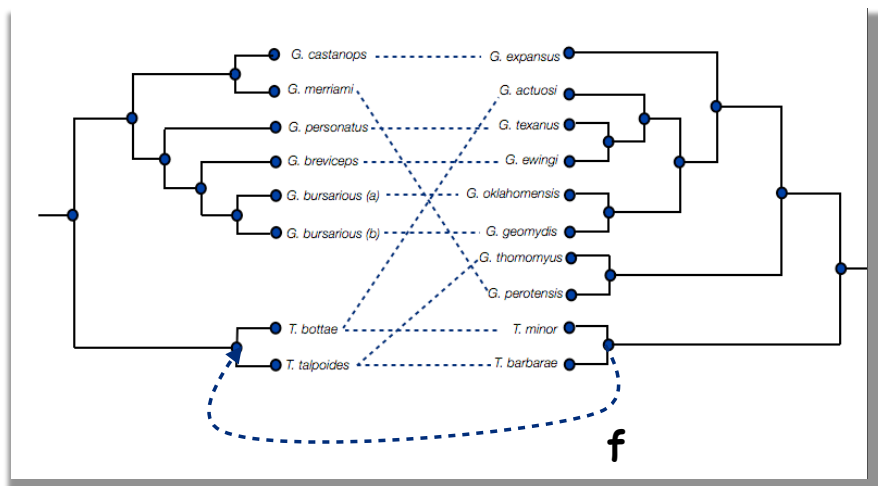 G. castanops
G. merriami
G. personatus
G. breviceps
G. bursarious (a)
G. bursarious (b)
T. bottae
T. talpoides
G. expansus
G. actuosi
G. texanus
G. ewingi
G. oklahomensis
G. geomydis
G. thomomyus
G. perotensis
T. minor
T. barbarae
f